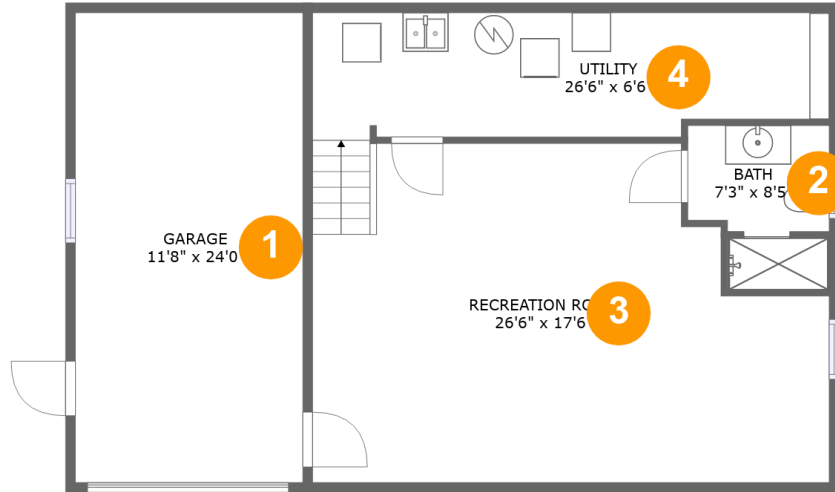 UTILITY
26'6" x 6'6
4
BATH
7'3" x 8'5
2
GARAGE
11'8" x 24'0
1
RECREATION
26'6" x 17'6
3